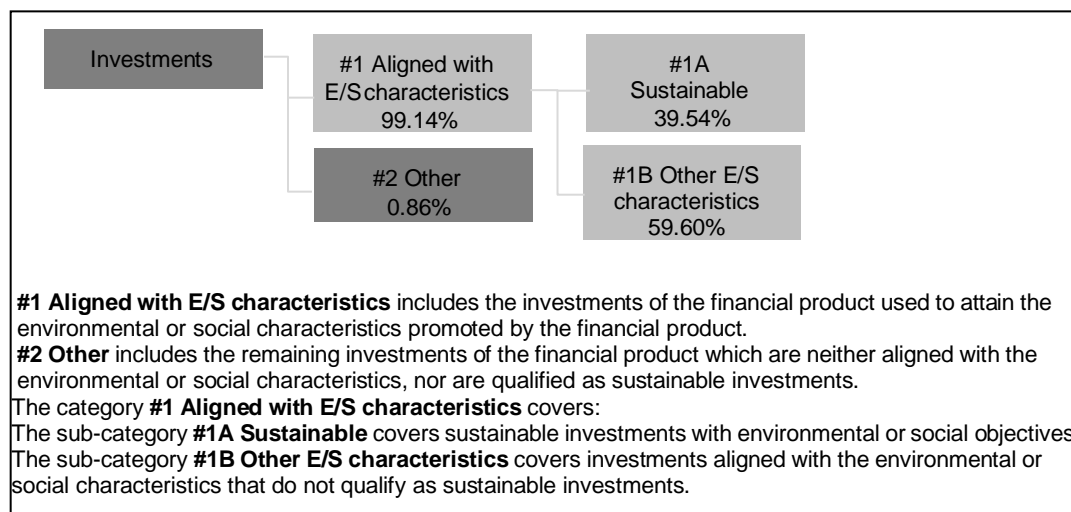 Investments
#1 Aligned with
E/S characteristics
99.14%
#1A
Sustainable
39.54%
#2 Other
0.86%
#1B Other E/S
characteristics
59.60%
#1 Aligned with E/S characteristics includes the investments of the financial product used to attain the
environmental or social characteristics promoted by the financial product.
#2 Other includes the remaining investments of the financial product which are neither aligned with the
environmental or social characteristics, nor are qualified as sustainable investments.
The category #1 Aligned with E/S characteristics covers:
The sub-category #1A Sustainable covers sustainable investments with environmental or social objectives
The sub-category #1B Other E/S characteristics covers investments aligned with the environmental or
social characteristics that do not qualify as sustainable investments.